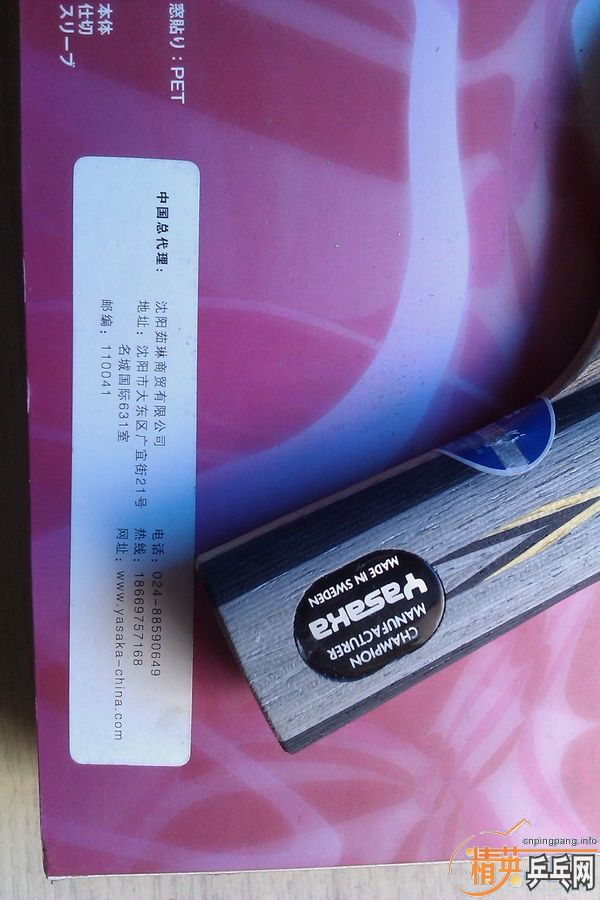 窓貼り：PET
本体
仕切
スリーブ
中国总代理：
沈阳茹琳商贸有限公司
地址：沈阳市大东区广宜街21号
名城国际631室
邮编：110041
电话：024-88590649
热线：18669757168
网址：www.yasaka-china.com
CHAMPION
MANUFACTURER
Yasaka
MADE IN SWEDEN
cnpingpang.info
精英乒乓网